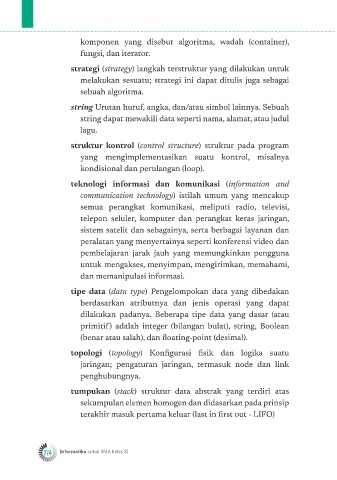 komponen yang disebut algoritma, wadah (container),
fungsi, dan iterator.
strategi (strategy) langkah terstruktur yang dilakukan untuk
melakukan sesuatu; strategi ini dapat ditulis juga sebagai
sebuah algoritma.
string Urutan huruf, angka, dan/atau simbol lainnya. Sebuah
string dapat mewakili data seperti nama, alamat, atau judul
lagu.
struktur kontrol (control structure) struktur pada program
yang mengimplementasikan suatu kontrol, misalnya
kondisional dan perulangan (loop).
teknologi informasi dan komunikasi (information and
communication technology) istilah umum yang mencakup
semua perangkat komunikasi, meliputi radio, televisi,
telepon seluler, komputer dan perangkat keras jaringan,
sistem satelit dan sebagainya, serta berbagai layanan dan
peralatan yang menyertainya seperti konferensi video dan
pembelajaran jarak jauh yang memungkinkan pengguna
untuk mengakses, menyimpan, mengirimkan, memahami,
dan memanipulasi informasi.
tipe data (data type) Pengelompokan data yang dibedakan
berdasarkan atributnya dan jenis operasi yang dapat
dilakukan padanya. Beberapa tipe data yang dasar (atau
primitif) adalah integer (bilangan bulat), string, Boolean
(benar atau salah), dan floating-point (desimal).
topologi (topology) Konfigurasi fisik dan logika suatu
jaringan; pengaturan jaringan, termasuk node dan link
penghubungnya.
tumpukan (stack) struktur data abstrak yang terdiri atas
sekumpulan elemen homogen dan didasarkan pada prinsip
terakhir masuk pertama keluar (last in first out - LIFO)
274 Informatika untuk SMA Kelas XI